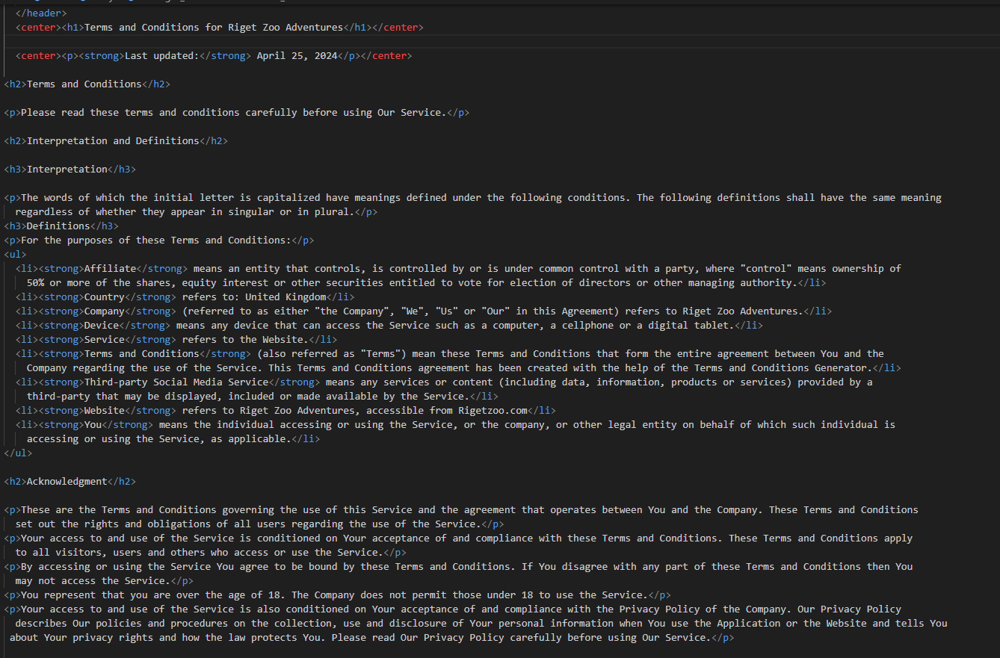 </header>
<center><h1>Terms and Conditions for Riget Zoo Adventures</h1></center>
<center><p><strong>Last updated:</strong> April 25, 2024</p></center>
<h2>Terms and Conditions</h2>
<p>Please read these terms and conditions carefully before using Our Service.</p>
<h2>Interpretation and Definitions</h2>
<h3>Interpretation</h3>
<p>The words of which the initial letter is capitalized have meanings defined under the following conditions. The following definitions shall have the same meaning
regardless of whether they appear in singular or in plural.</p>
<h3>Definitions</h3>
<p>For the purposes of these Terms and Conditions:</p>
<ul>
<li><strong>Affiliate</strong> means an entity that controls, is controlled by or is under common control with a party, where "control" means ownership of
50% or more of the shares, equity interest or other securities entitled to vote for election of directors or other managing authority.</li>
<li><strong>Country</strong> refers to: United Kingdom</li>
<li><strong>Company</strong> (referred to as either "the Company", "We", "Us" or "Our" in this Agreement) refers to Riget Zoo Adventures.</li>
<li><strong>Device</strong> means any device that can access the Service such as a computer, a cellphone or a digital tablet.</li>
<li><strong>Service</strong> refers to the Website.</li>
<li><strong>Terms and Conditions</strong> (also referred as "Terms") mean these Terms and Conditions that form the entire agreement between You and the
Company regarding the use of the Service. This Terms and Conditions agreement has been created with the help of the Terms and Conditions Generator.</li>
<li><strong>Third-party Social Media Service</strong> means any services or content (including data, information, products or services) provided by a
third-party that may be displayed, included or made available by the Service.</li>
<li><strong>Website</strong> refers to Riget Zoo Adventures, accessible from Rigetzoo.com</li>
<li><strong>You</strong> means the individual accessing or using the Service, or the company, or other legal entity on behalf of which such individual is
accessing or using the Service, as applicable.</li>
</ul>
<h2>Acknowledgment</h2>
<p>These are the Terms and Conditions governing the use of this Service and the agreement that operates between You and the Company. These Terms and Conditions
set out the rights and obligations of all users regarding the use of the Service.</p>
<p>Your access to and use of the Service is conditioned on Your acceptance of and compliance with these Terms and Conditions. These Terms and Conditions apply
to all visitors, users and others who access or use the Service.</p>
<p>By accessing or using the Service You agree to be bound by these Terms and Conditions. If You disagree with any part of these Terms and Conditions then You
may not access the Service.</p>
<p>You represent that you are over the age of 18. The Company does not permit those under 18 to use the Service.</p>
<p>Your access to and use of the Service is also conditioned on Your acceptance of and compliance with the Privacy Policy of the Company. Our Privacy Policy
describes Our policies and procedures on the collection, use and disclosure of Your personal information when You use the Application or the Website and tells You
about Your privacy rights and how the law protects You. Please read Our Privacy Policy carefully before using Our Service.</p>